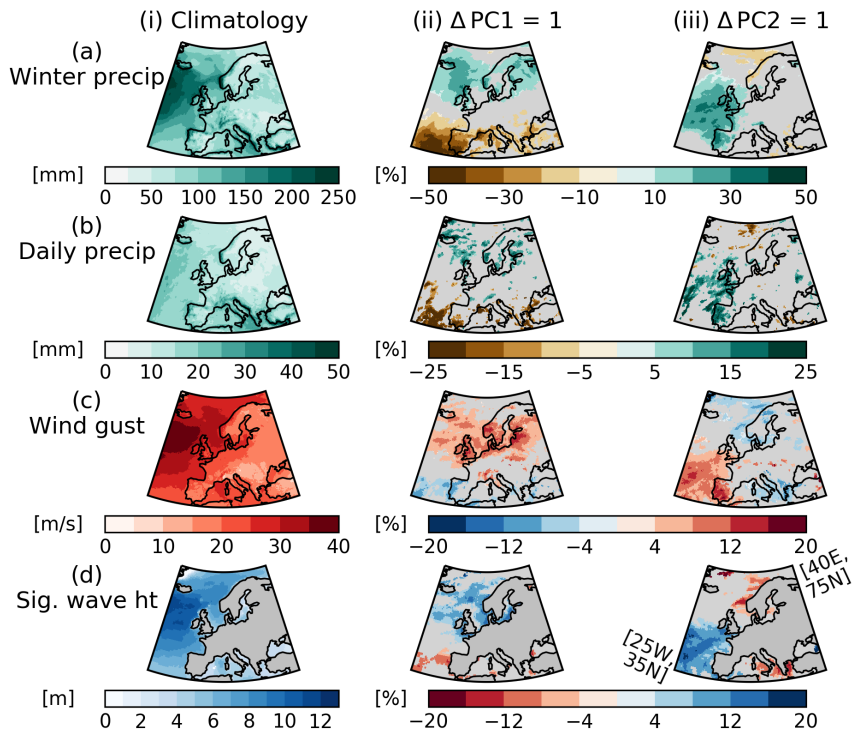 (i) Climatology
(ii) Δ PC1 = 1
(iii) Δ PC2 = 1
(a)
Winter precip
[mm]
0 50 100 150 200 250
[%]
−50 −30 −10 10 30 50
(b)
Daily precip
[mm]
0 10 20 30 40 50
[%]
−25 −15 −5 5 15 25
(c)
Wind gust
[m/s]
0 10 20 30 40
[%]
−20 −12 −4 4 12 20
(d)
Sig. wave ht
[25W,
35N]
[40E,
75N]
[m]
0 2 4 6 8 10 12
[%]
−20 −12 −4 4 12 20